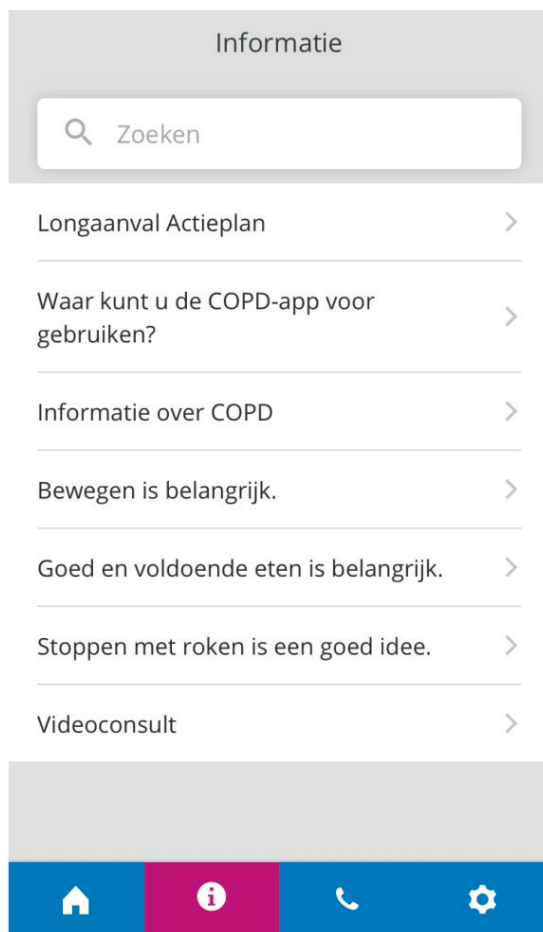 Informatie
Zoeken
Longaanval Actieplan
Waar kunt u de COPD-app voor
gebruiken?
Informatie over COPD
Bewegen is belangrijk.
Goed en voldoende eten is belangrijk.
Stoppen met roken is een goed idee.
Videoconsult